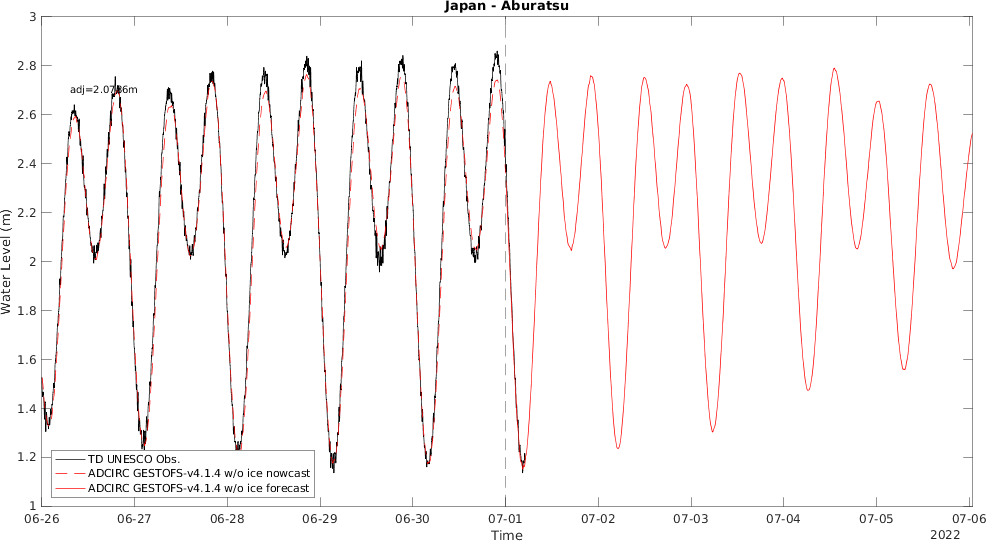 Japan - Aburatsu
3
2.8
2.6
2.4
2.2
2
1.8
1.6
1.4
1.2
1
Water Level (m)
adj=2.0786m
TD UNESCO Obs.
ADCIRC GESTOFS-v4.1.4 w/o ice nowcast
ADCIRC GESTOFS-v4.1.4 w/o ice forecast
06-26 06-27 06-28 06-29 06-30 07-01 07-02 07-03 07-04 07-05 07-06
Time
2022